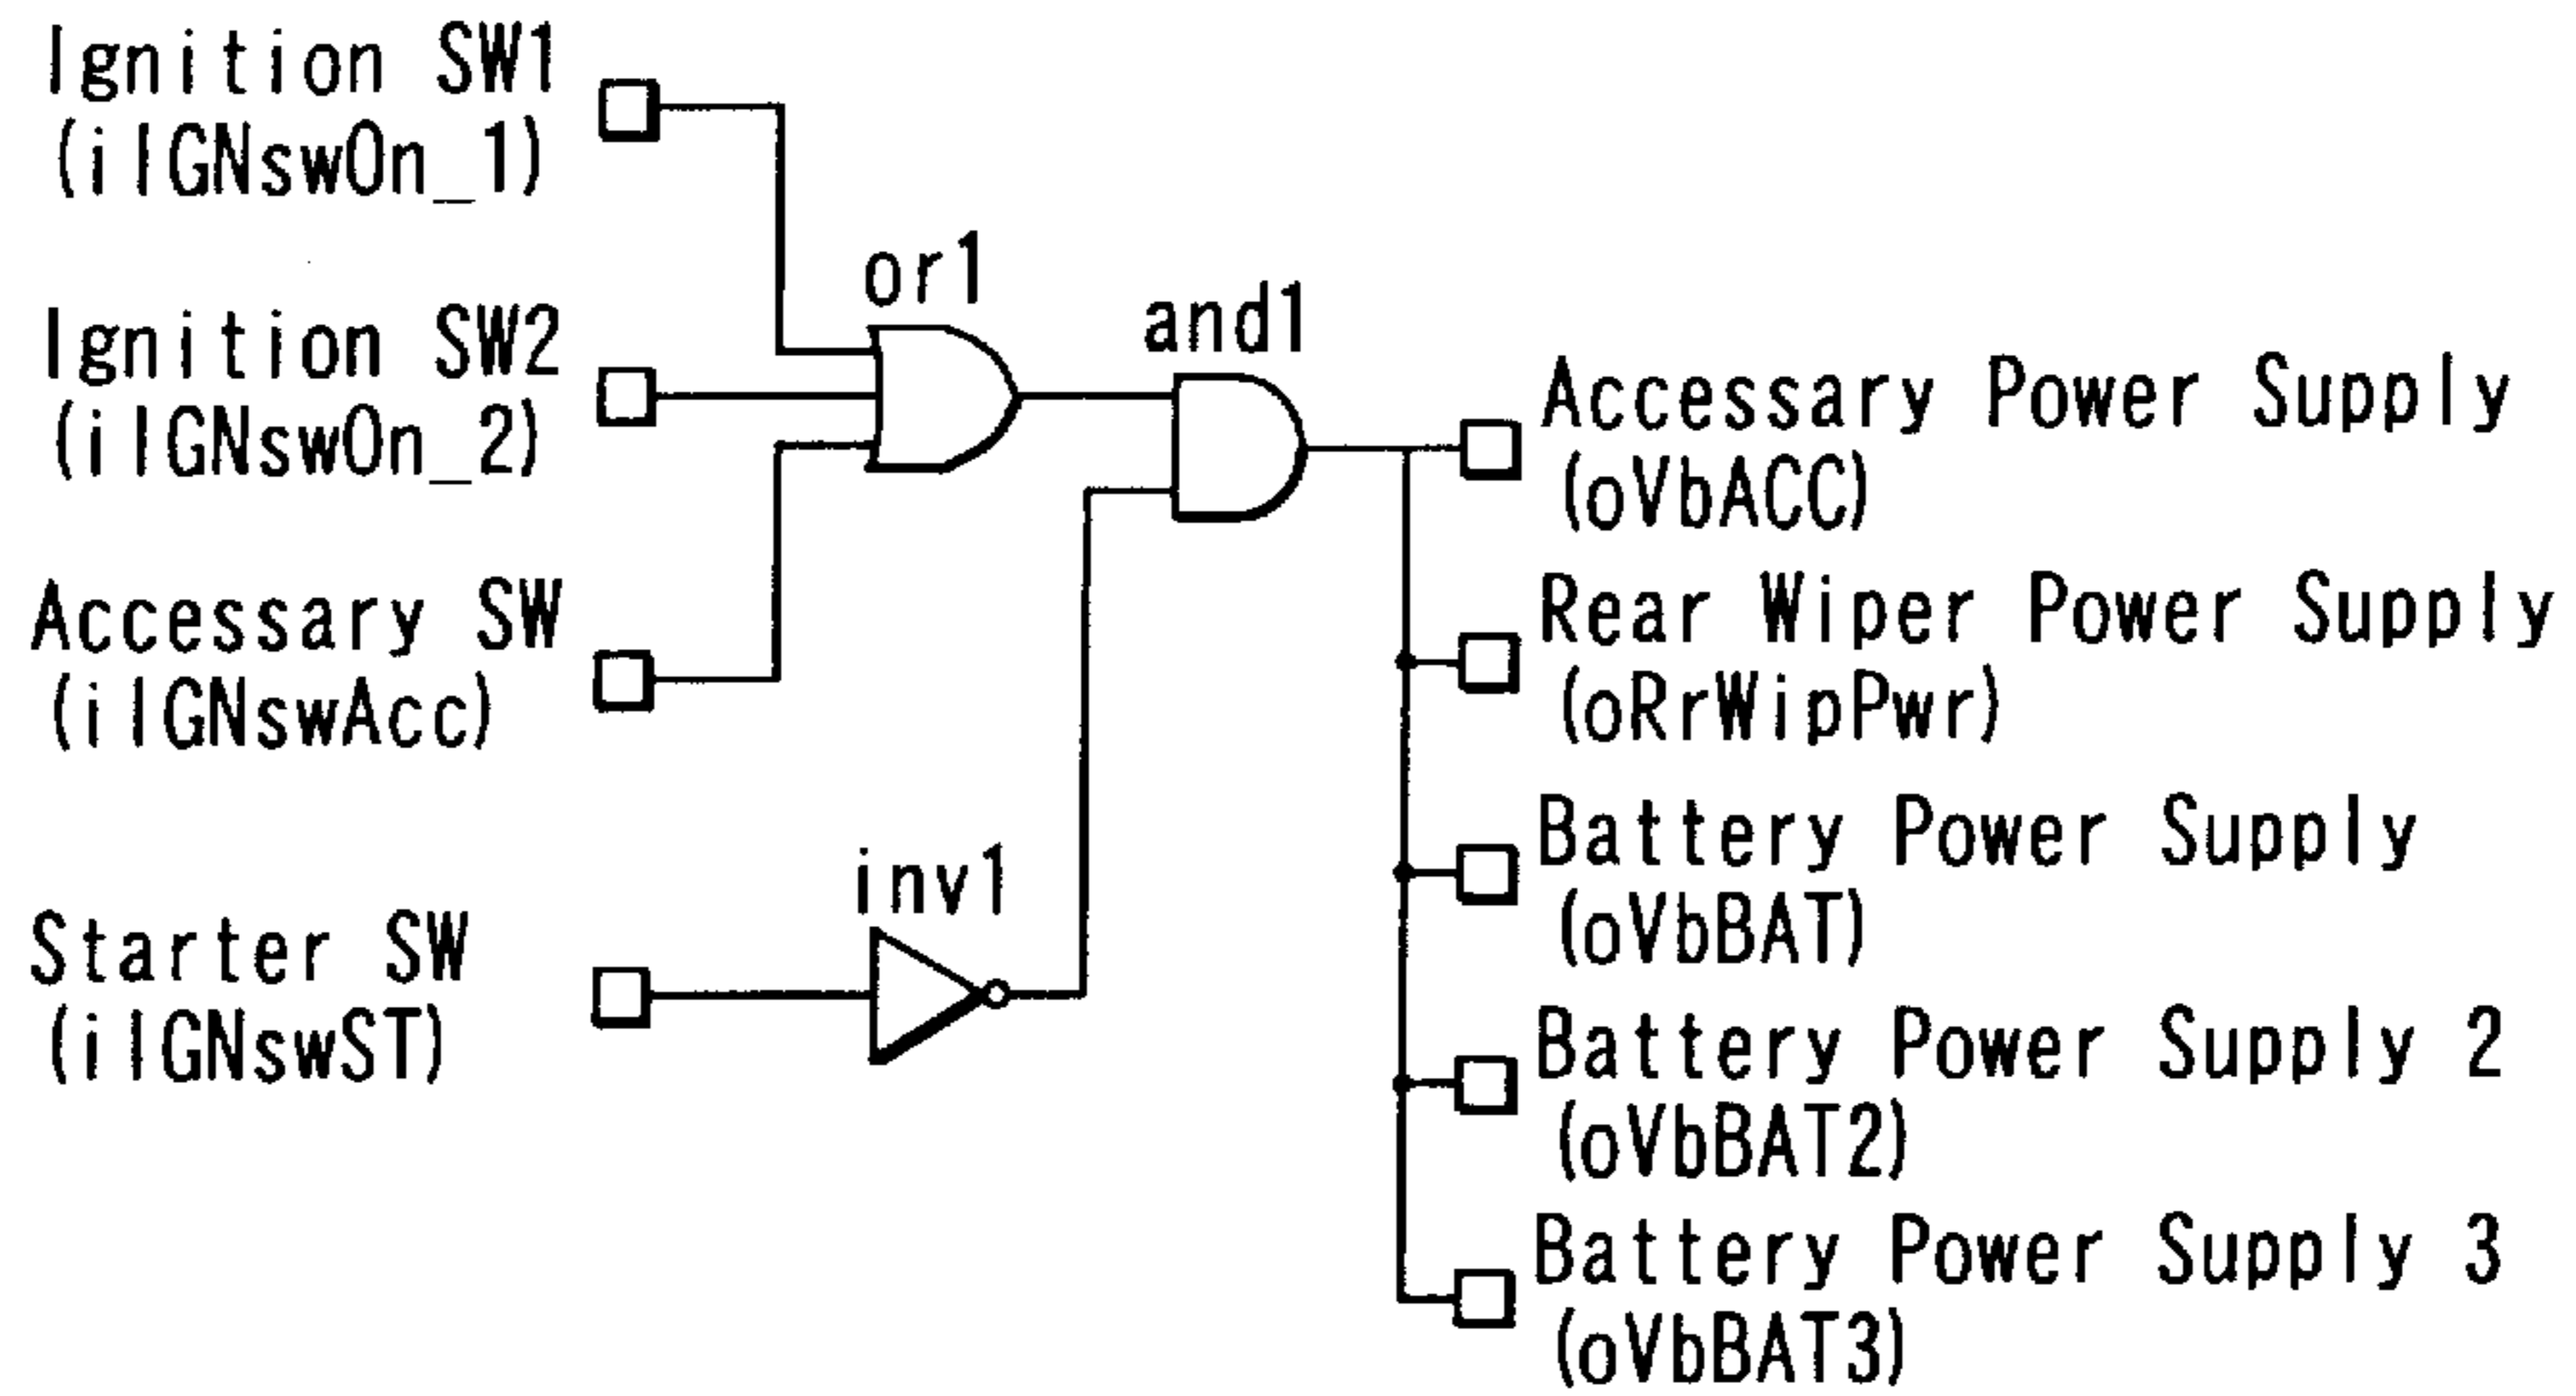 Ignition SW1
(iIGNswOn_1)
Ignition SW2
(iIGNswOn_2)
Accessary SW
(iIGNswAcc)
Starter SW
(iIGNswST)
or1
and1
inv1
Accessary Power Supply
(oVbACC)
Rear Wiper Power Supply
(oRrWipPwr)
Battery Power Supply
(oVbBAT)
Battery Power Supply 2
(oVbBAT2)
Battery Power Supply 3
(oVbBAT3)